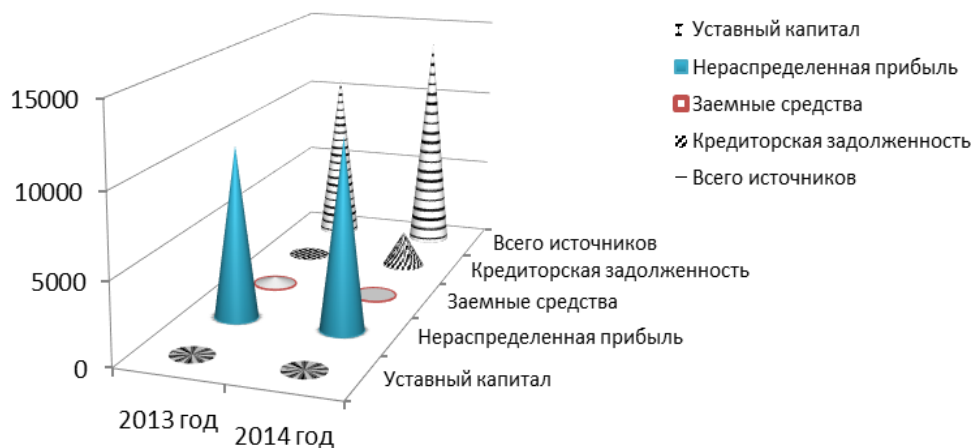 15000
10000
5000
0
2013 год
2014 год
Всего источников
Кредиторская задолженность
Заемные средства
Нераспределенная прибыль
Уставный капитал
Уставный капитал
Нераспределенная прибыль
Заемные средства
Кредиторская задолженность
Всего источников